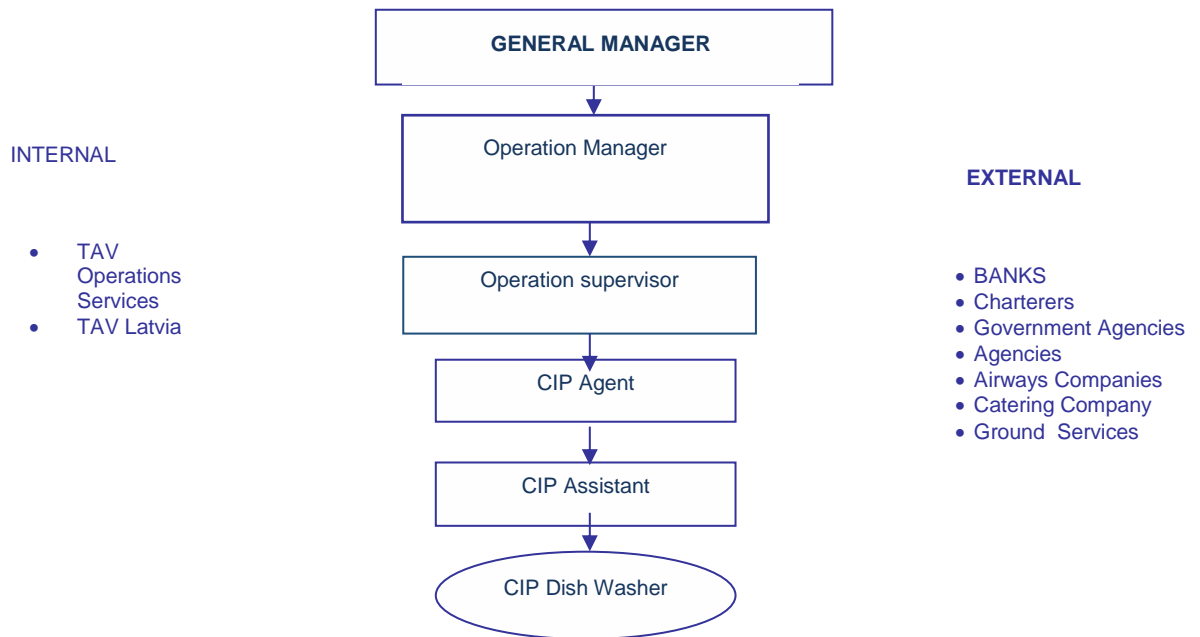 GENERAL MANAGER
Operation Manager
INTERNAL
EXTERNAL
• TAV
Operations
Services
• TAV Latvia
Operation supervisor
• BANKS
• Charterers
• Government Agencies
• Agencies
• Airways Companies
• Catering Company
• Ground Services
CIP Agent
CIP Assistant
CIP Dish Washer